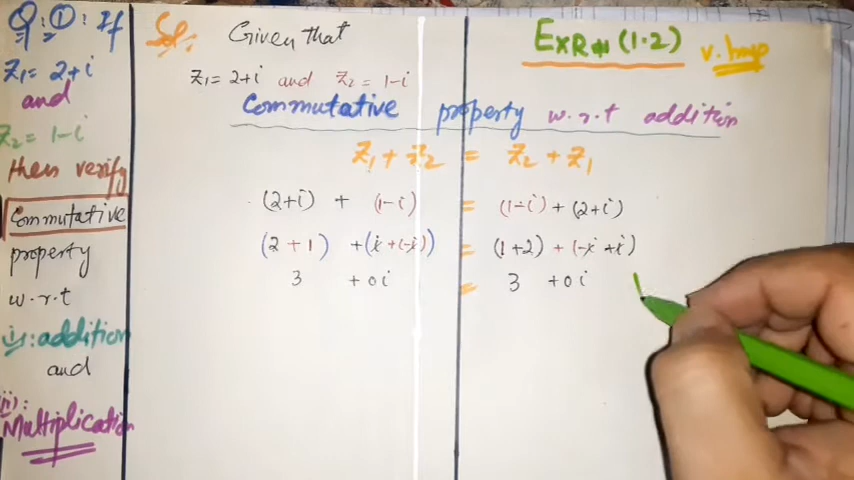 Q:①: If
z₁ = 2+i
and
z₂ = 1-i
then verify
Commutative
property
w.r.t
i): addition
and
(ii):
Multiplication
Sol: Given that
ExR# (1.2)
v. Imp
z₁ = 2+i and z₂ = 1-i
Commutative property w.r.t addition
z₁ + z₂ = z₂ + z₁
(2+i) + (1-i) = (1-i) + (2+i)
(2+1) + (i+(-i)) = (1+2) + (-i+i)
3 + 0i = 3 + 0i